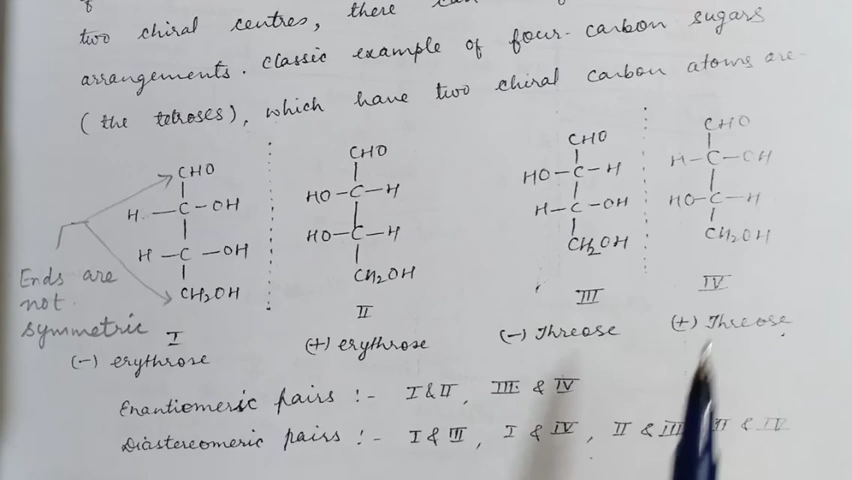 two chiral centres, there
arrangements. Classic example of four-carbon sugars
(the tetroses), which have two chiral carbon atoms are-
CHO
H-C-OH
H-C-OH
CH2OH
I
(-) erythrose
CHO
HO-C-H
HO-C-H
CH2OH
II
(+) erythrose
CHO
HO-C-H
H-C-OH
CH2OH
III
(-) Threose
CHO
H-C-OH
HO-C-H
CH2OH
IV
(+) Threose
Ends are
not
symmetric
Enantiomeric pairs :- I & II, III & IV
Diastereomeric pairs :- I & III, I & IV, II & III, II & IV